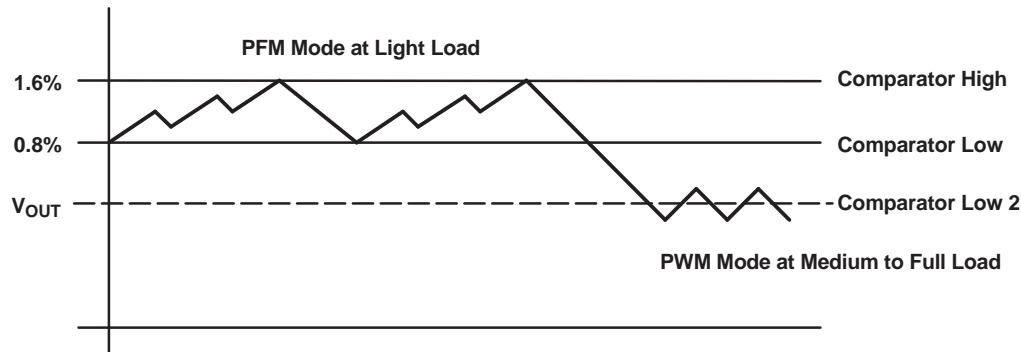 PFM Mode at Light Load
1.6%
Comparator High
0.8%
Comparator Low
VOUT
Comparator Low 2
PWM Mode at Medium to Full Load